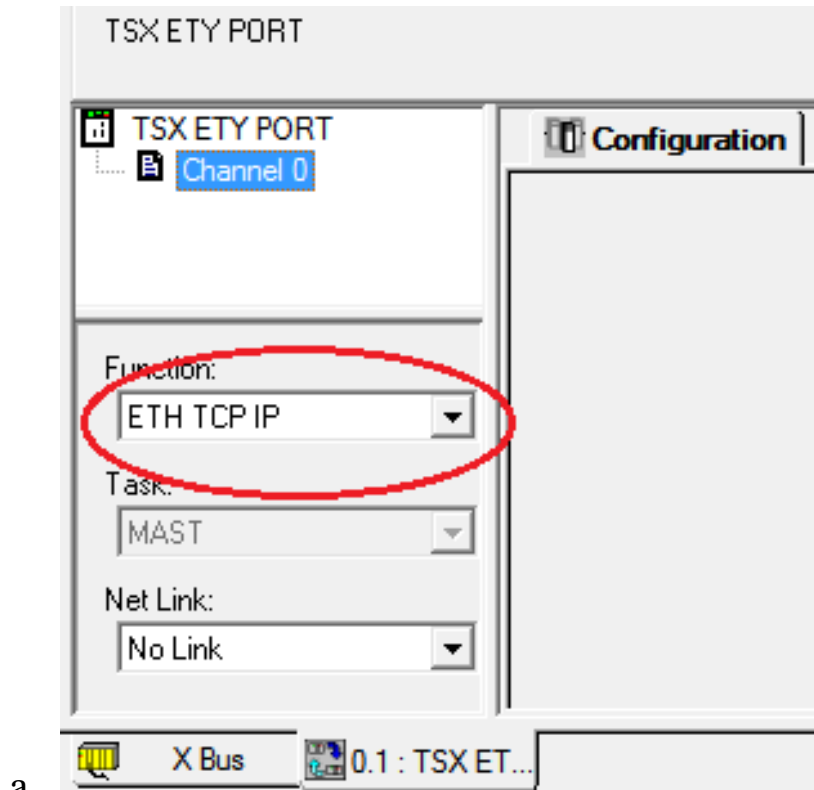 TSX ETY PORT
TSX ETY PORT
Channel 0
Configuration
Function:
ETH TCP IP
Task:
MAST
Net Link:
No Link
X Bus
0.1 : TSX ET...
a